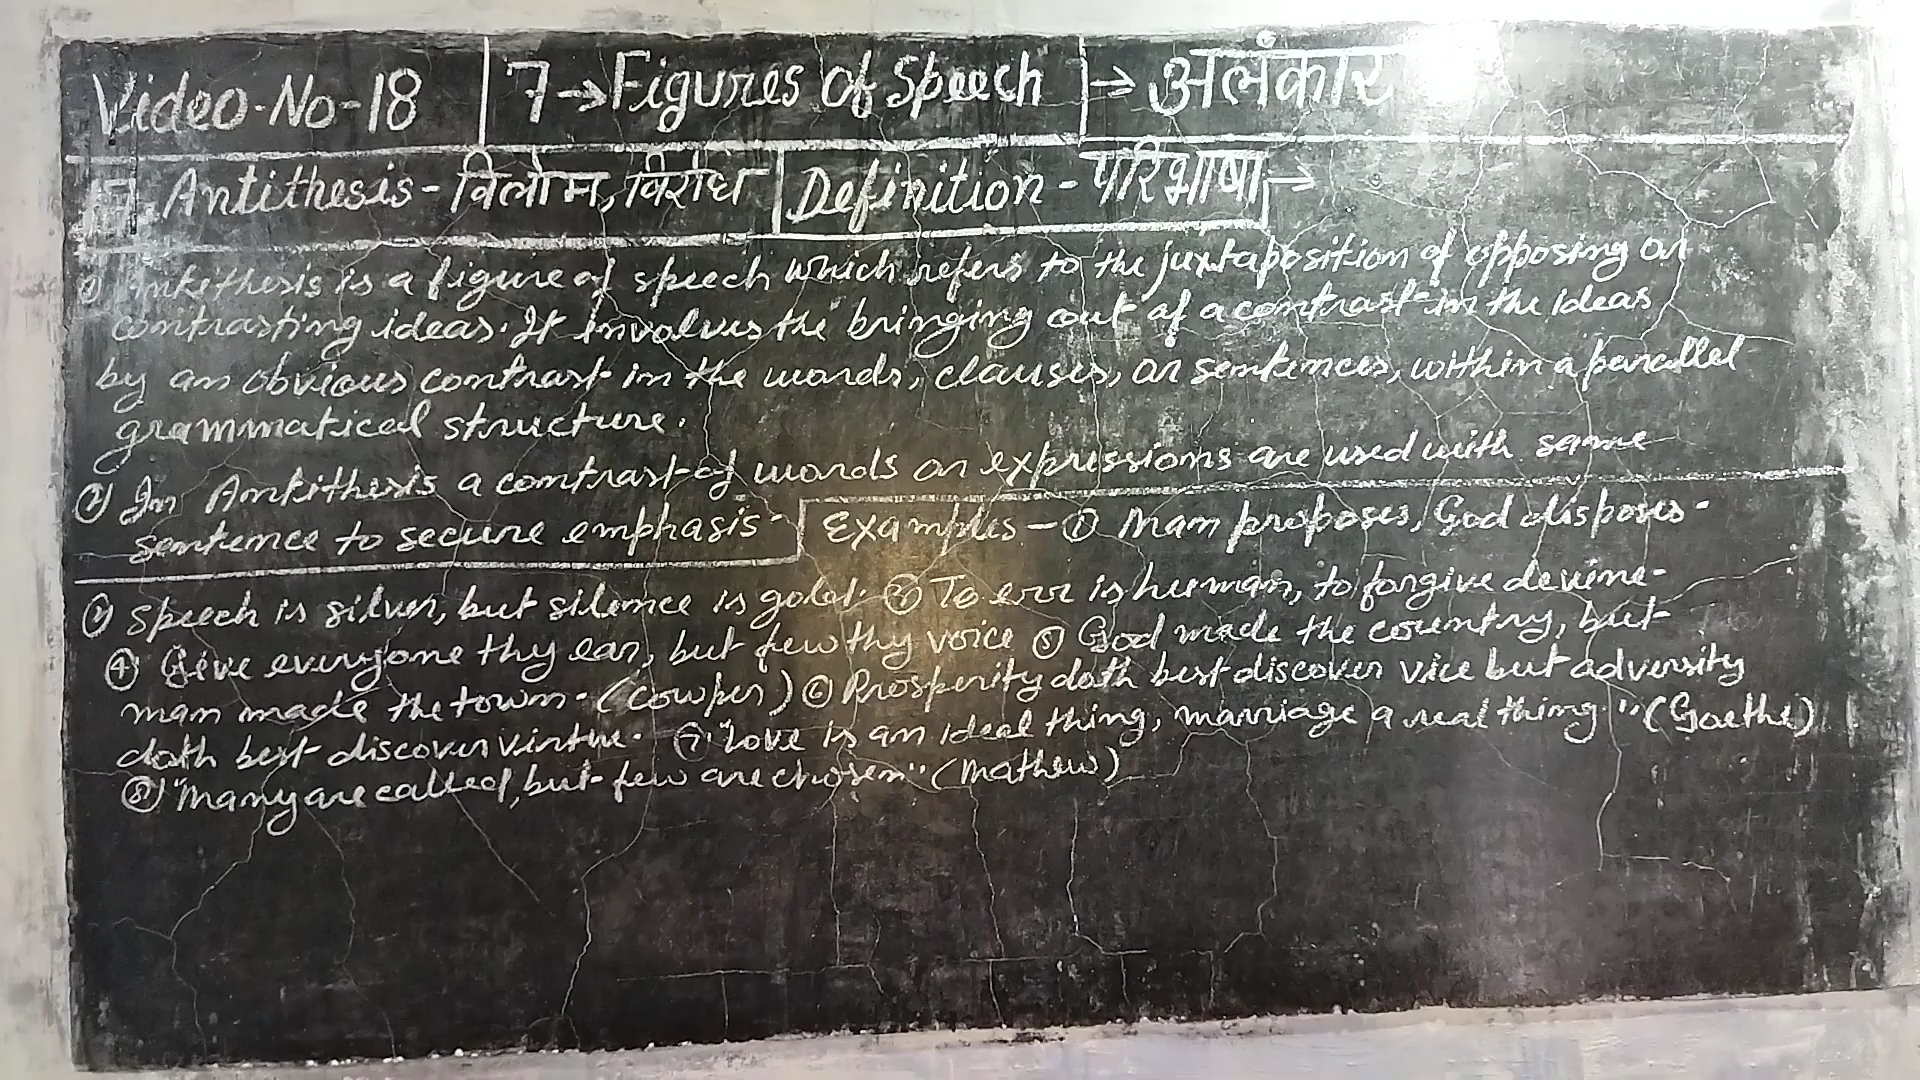 Video-No-18 | 7→Figures of Speech |→ अलंकार
17. Antithesis - विलोम, विरोध | Definition - परिभाषा→
① Antithesis is a figure of speech which refers to the juxtaposition of opposing or
contrasting ideas. It involves the bringing out of a contrast in the ideas
by an obvious contrast in the words, clauses, or sentences, within a parallel
grammatical structure.
② In Antithesis a contrast of words or expressions are used with same
sentence to secure emphasis.
Examples - ① Man proposes, God disposes.
② Speech is silver, but silence is gold. ③ To err is human, to forgive devine.
④ Give everyone thy ear, but few thy voice ⑤ God made the country, but
man made the town. (Cowper) ⑥ Prosperity doth best discover vice but adversity
doth best discover virtue. ⑦ "Love is an ideal thing, marriage a real thing." (Goethe)
⑧ "Many are called, but few are chosen" (Mathew)